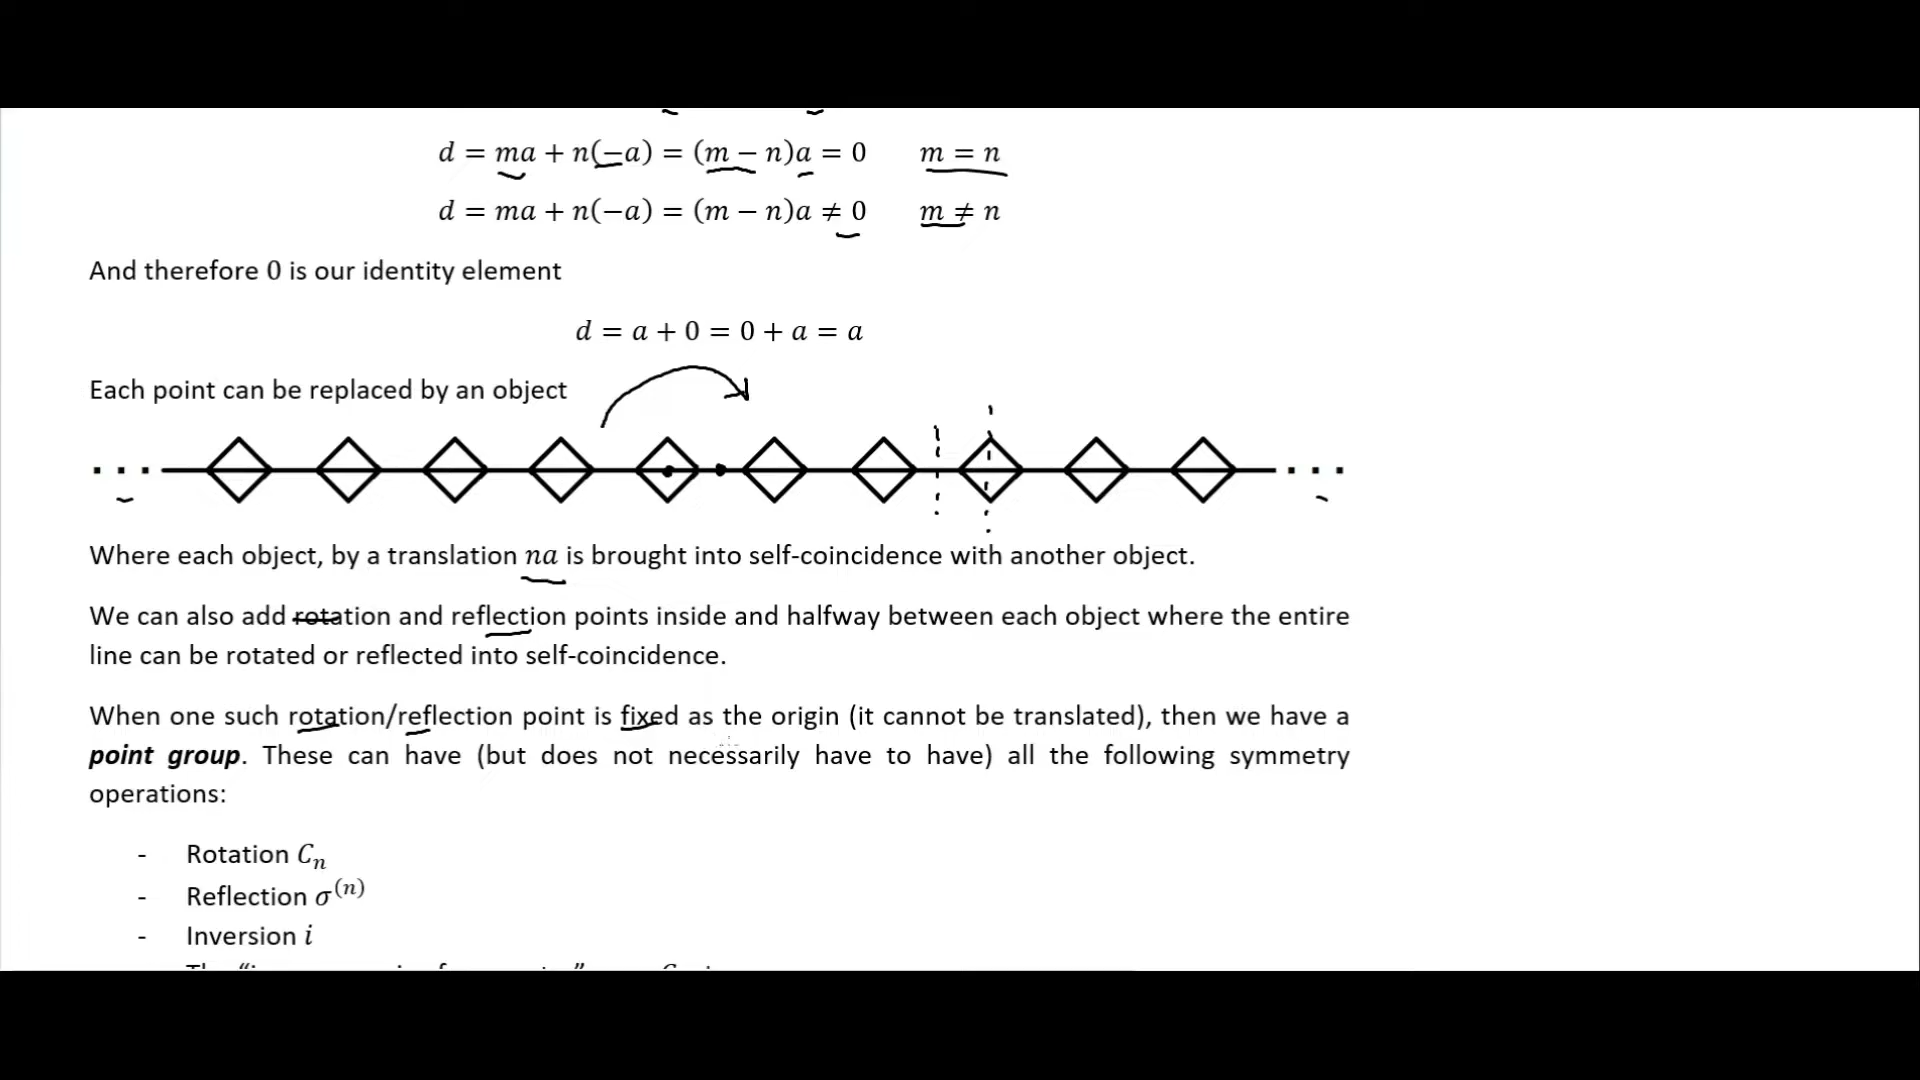 d = ma + n(−a) = (m − n)a = 0 m = n
d = ma + n(−a) = (m − n)a ≠ 0 m ≠ n
And therefore 0 is our identity element
d = a + 0 = 0 + a = a
Each point can be replaced by an object
Where each object, by a translation na is brought into self-coincidence with another object.
We can also add rotation and reflection points inside and halfway between each object where the entire
line can be rotated or reflected into self-coincidence.
When one such rotation/reflection point is fixed as the origin (it cannot be translated), then we have a
point group. These can have (but does not necessarily have to have) all the following symmetry
operations:
- Rotation Cₙ
- Reflection σ⁽ⁿ⁾
- Inversion i